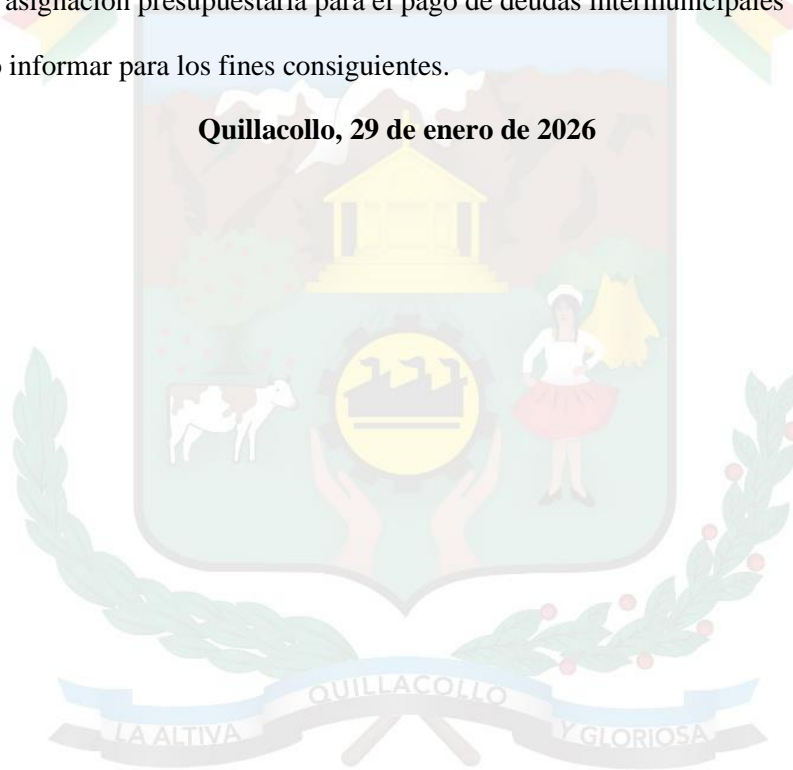 asignación presupuestaria para el pago de deudas intermunicipales
informar para los fines consiguientes.
Quillacollo, 29 de enero de 2026
QUILLACOLLO
LA ALTIVA Y GLORIOSA